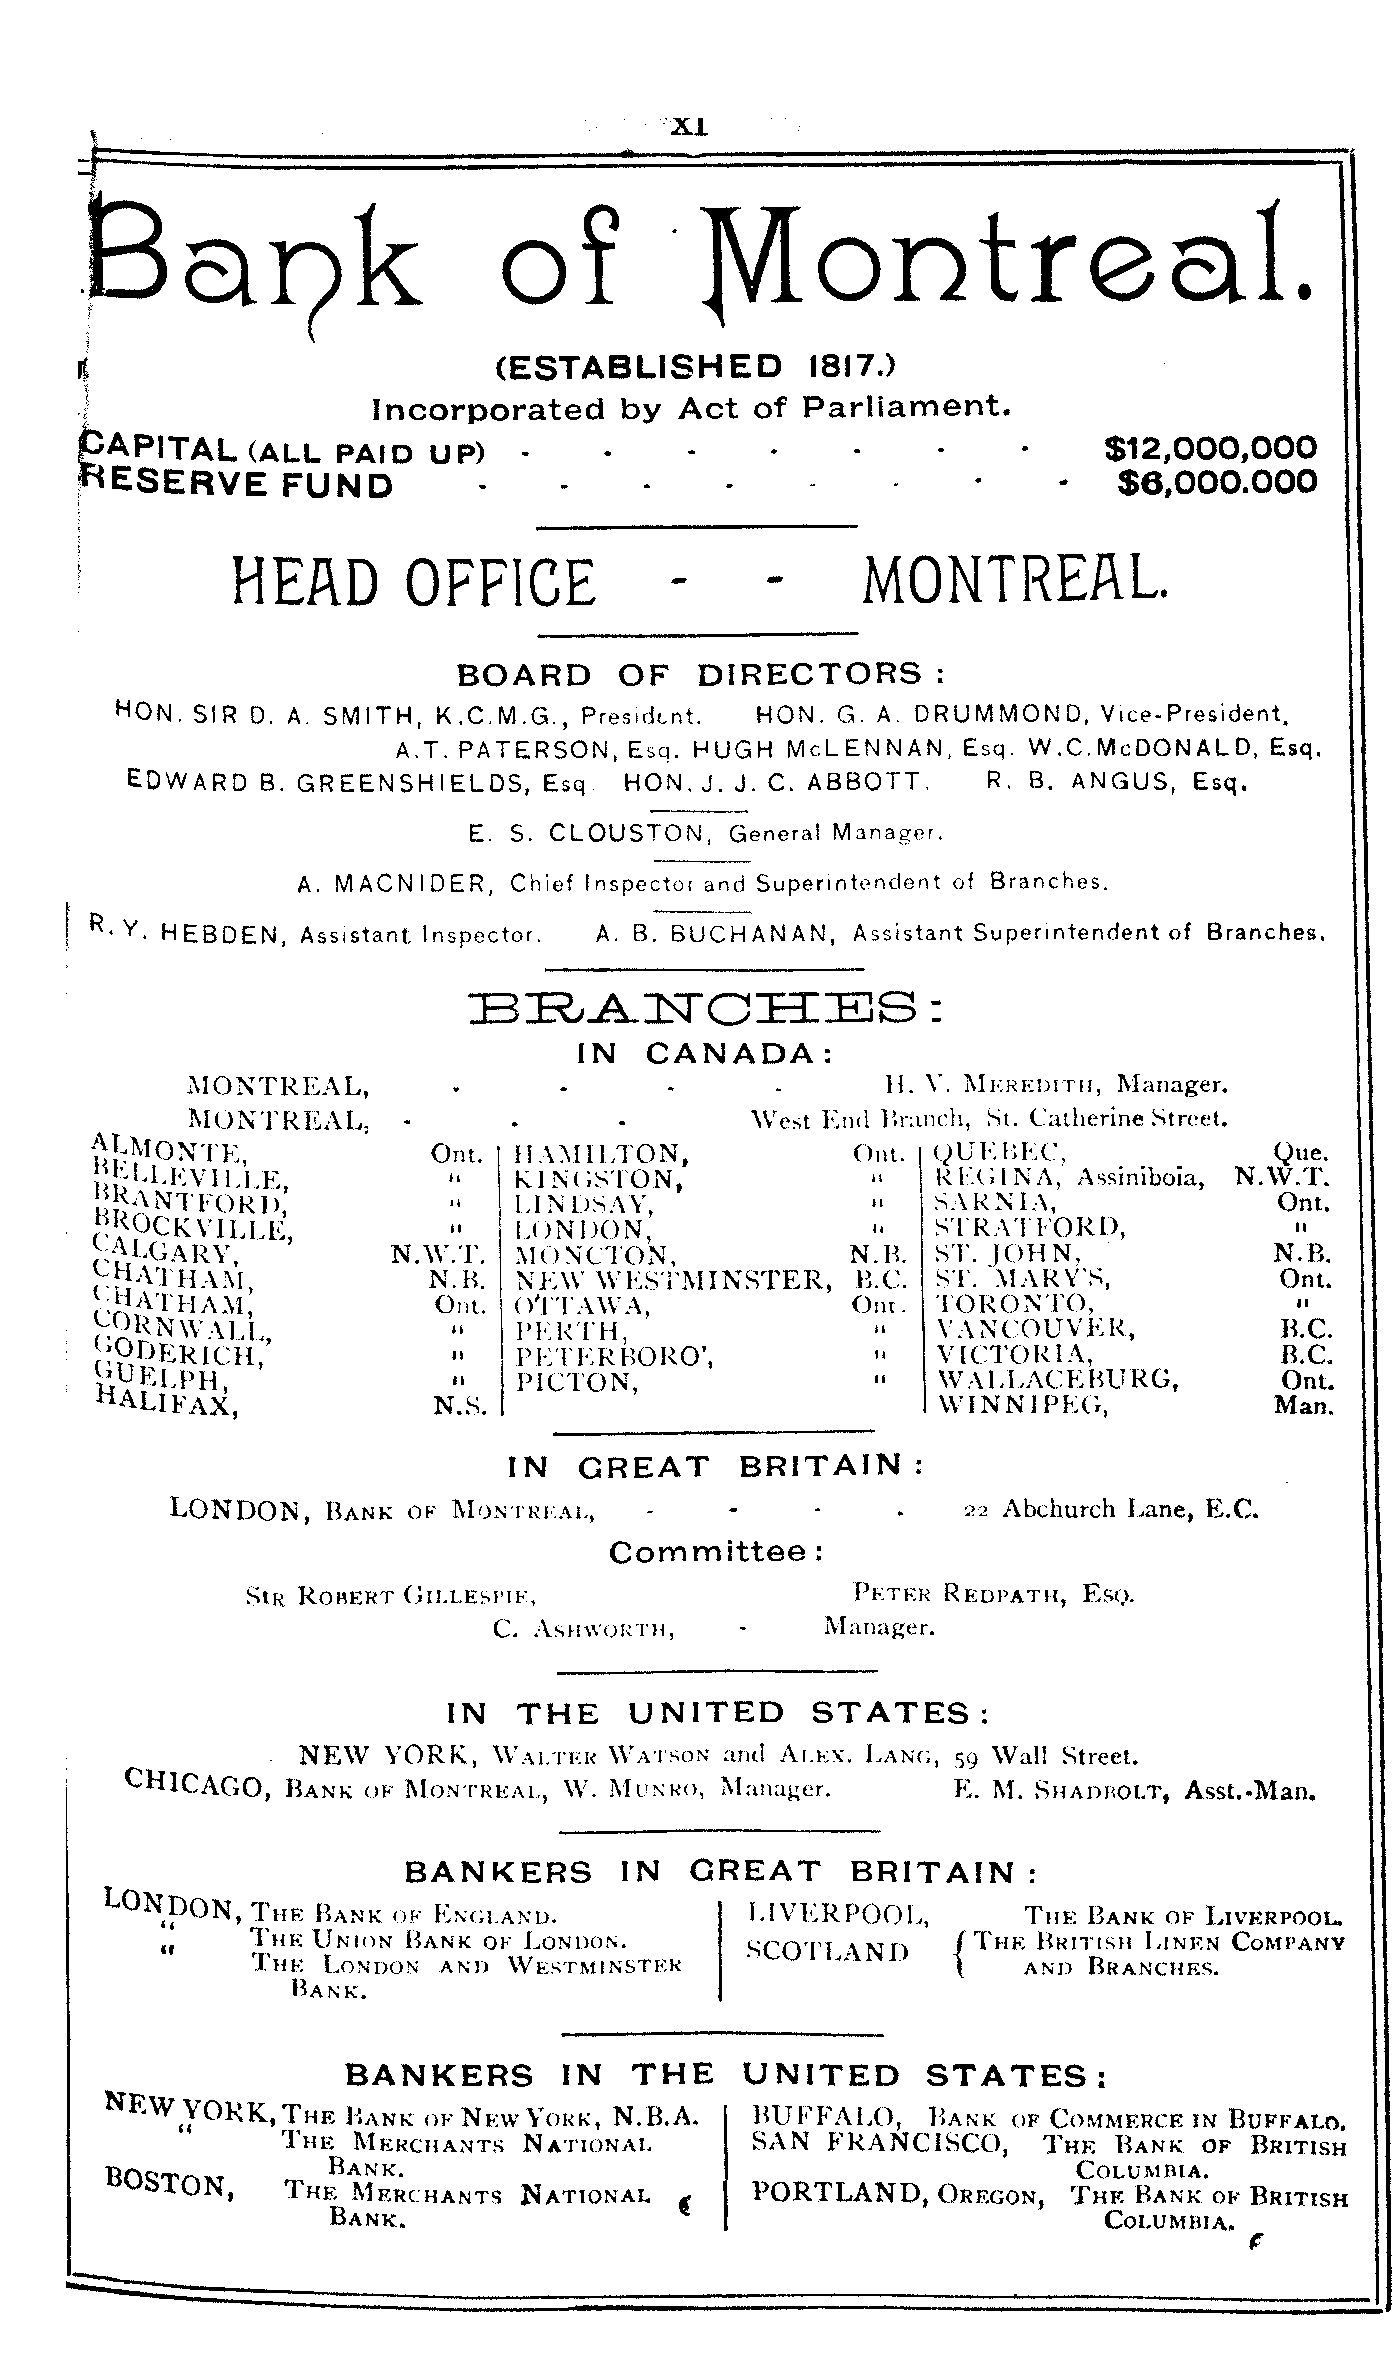 XI
Bank of Montreal.
(ESTABLISHED 1817.)
Incorporated by Act of Parliament.
CAPITAL (ALL PAID UP) - - - - - - - $12,000,000
RESERVE FUND - - - - - - - - $6,000.000
HEAD OFFICE - - MONTREAL.
BOARD OF DIRECTORS :
HON. SIR D. A. SMITH, K.C.M.G., President. HON. G. A. DRUMMOND, Vice-President,
A.T. PATERSON, Esq. HUGH McLENNAN, Esq. W.C.McDONALD, Esq.
EDWARD B. GREENSHIELDS, Esq. HON. J. J. C. ABBOTT. R. B. ANGUS, Esq.
E. S. CLOUSTON, General Manager.
A. MACNIDER, Chief Inspector and Superintendent of Branches.
R. Y. HEBDEN, Assistant Inspector. A. B. BUCHANAN, Assistant Superintendent of Branches.
BRANCHES:
IN CANADA:
MONTREAL, - - - - H. V. MEREDITH, Manager.
MONTREAL, - - - West End Branch, St. Catherine Street.
ALMONTE, Ont.
BELLEVILLE, "
BRANTFORD, "
BROCKVILLE, "
CALGARY, N.W.T.
CHATHAM, N.B.
CHATHAM, Ont.
CORNWALL, "
GODERICH, "
GUELPH, "
HALIFAX, N.S.
HAMILTON, Ont.
KINGSTON, "
LINDSAY, "
LONDON, "
MONCTON, N.B.
NEW WESTMINSTER, B.C.
OTTAWA, Ont.
PERTH, "
PETERBORO', "
PICTON, "
QUEBEC, Que.
REGINA, Assiniboia, N.W.T.
SARNIA, Ont.
STRATFORD, "
ST. JOHN, N.B.
ST. MARY'S, Ont.
TORONTO, "
VANCOUVER, B.C.
VICTORIA, B.C.
WALLACEBURG, Ont.
WINNIPEG, Man.
IN GREAT BRITAIN :
LONDON, BANK OF MONTREAL, - - - - 22 Abchurch Lane, E.C.
Committee :
SIR ROBERT GILLESPIE, PETER REDPATH, ESQ.
C. ASHWORTH, - Manager.
IN THE UNITED STATES :
NEW YORK, WALTER WATSON and ALEX. LANG, 59 Wall Street.
CHICAGO, BANK OF MONTREAL, W. MUNRO, Manager. E. M. SHADBOLT, Asst.-Man.
BANKERS IN GREAT BRITAIN :
LONDON, THE BANK OF ENGLAND.
" THE UNION BANK OF LONDON.
" THE LONDON AND WESTMINSTER
BANK.
LIVERPOOL, THE BANK OF LIVERPOOL.
SCOTLAND { THE BRITISH LINEN COMPANY
AND BRANCHES.
BANKERS IN THE UNITED STATES :
NEW YORK, THE BANK OF NEW YORK, N.B.A.
" THE MERCHANTS NATIONAL
BANK.
BOSTON, THE MERCHANTS NATIONAL
BANK.
BUFFALO, BANK OF COMMERCE IN BUFFALO.
SAN FRANCISCO, THE BANK OF BRITISH
COLUMBIA.
PORTLAND, OREGON, THE BANK OF BRITISH
COLUMBIA.